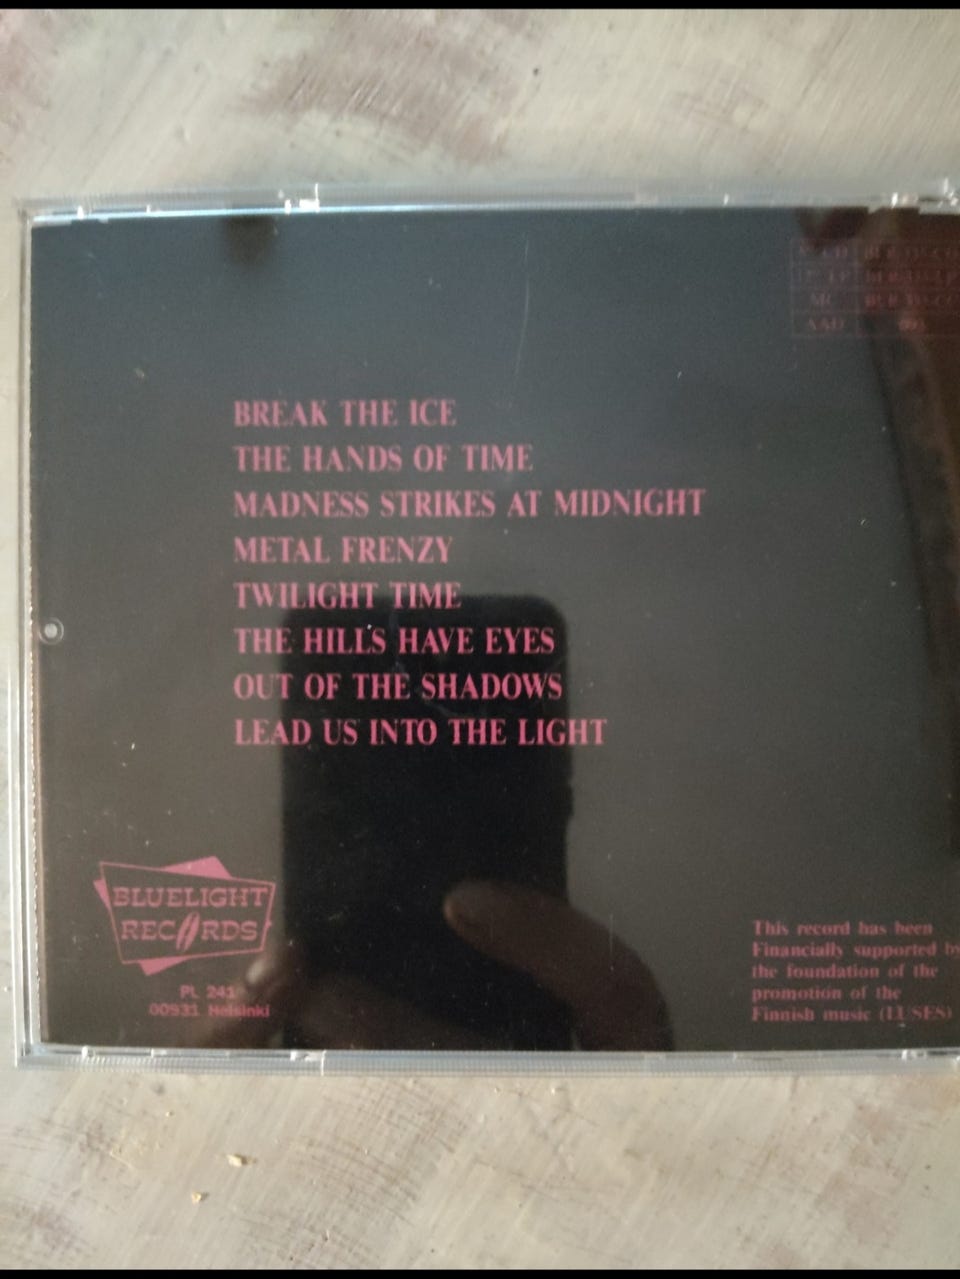 BREAK THE ICE
THE HANDS OF TIME
MADNESS STRIKES AT MIDNIGHT
METAL FRENZY
TWILIGHT TIME
THE HILLS HAVE EYES
OUT OF THE SHADOWS
LEAD US INTO THE LIGHT
BLUELIGHT
RECORDS
PL 241
00931 Helsinki
This record has been
Financially supported by
the foundation of the
promotion of the
Finnish music (LUSES)